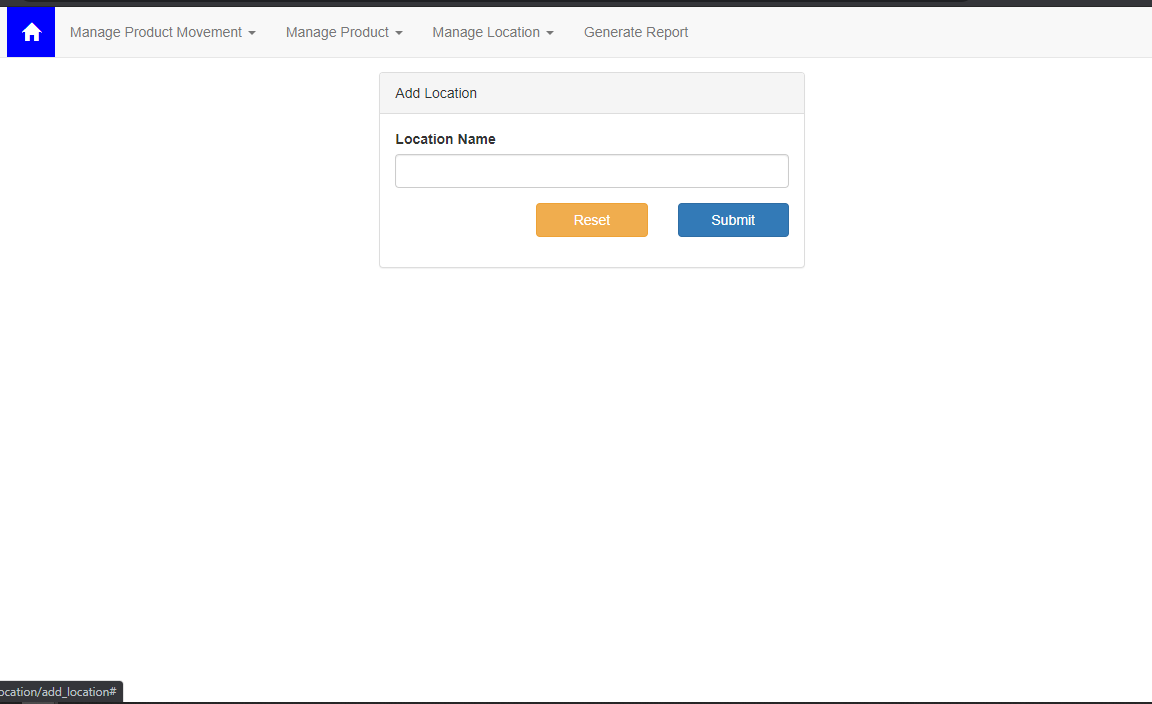 Manage Product Movement Manage Product Manage Location Generate Report
Add Location
Location Name
Reset Submit
ocation/add_location#